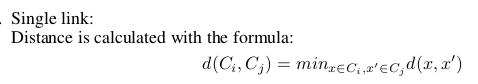 Single link:
Distance is calculated with the formula:
d(C_i, C_j) = min_{x∈C_i, x'∈C_j} d(x, x')